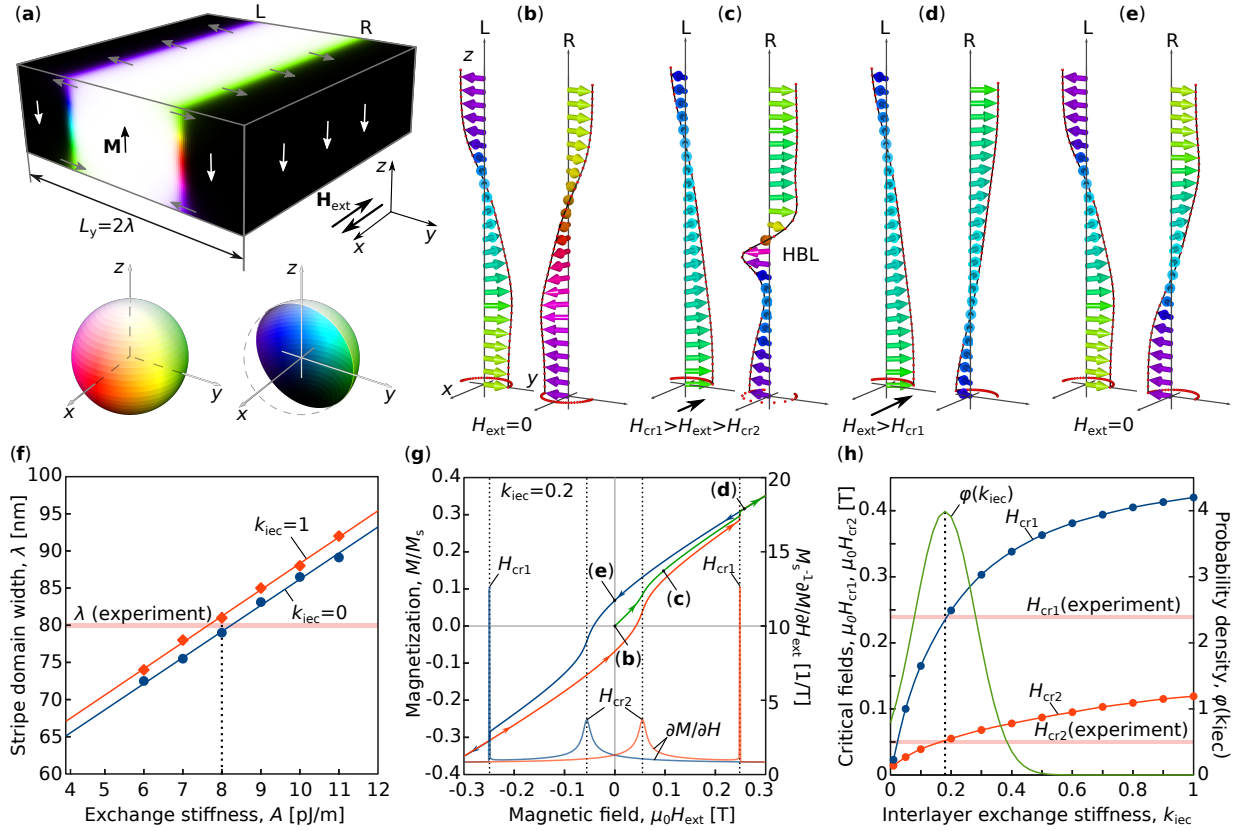 (a)
L
R
M
H_ext
L_y=2λ
z
y
x
z
y
x
z
y
x
(b)
L
R
z
x
y
H_ext=0
(c)
L
R
HBL
H_cr1>H_ext>H_cr2
(d)
L
R
H_ext>H_cr1
(e)
L
R
H_ext=0
(f)
Stripe domain width, λ [nm]
100
95
90
85
80
75
70
65
60
k_iec=1
λ (experiment)
k_iec=0
4 5 6 7 8 9 10 11 12
Exchange stiffness, A [pJ/m]
(g)
Magnetization, M/M_s
0.4
0.3
0.2
0.1
0.0
-0.1
-0.2
-0.3
-0.4
k_iec=0.2
(d)
H_cr1
H_cr1
(e)
(c)
(b)
H_cr2
∂M/∂H
20
15
10
5
0
M_s^-1 ∂M/∂H_ext [1/T]
-0.3 -0.2 -0.1 0 0.1 0.2 0.3
Magnetic field, μ₀H_ext [T]
(h)
Critical fields, μ₀H_cr1, μ₀H_cr2 [T]
0.4
0.3
0.2
0.1
0
φ(k_iec)
H_cr1
H_cr1(experiment)
H_cr2
H_cr2(experiment)
4
3
2
1
0
Probability density, φ(k_iec)
0 0.2 0.4 0.6 0.8 1
Interlayer exchange stiffness, k_iec